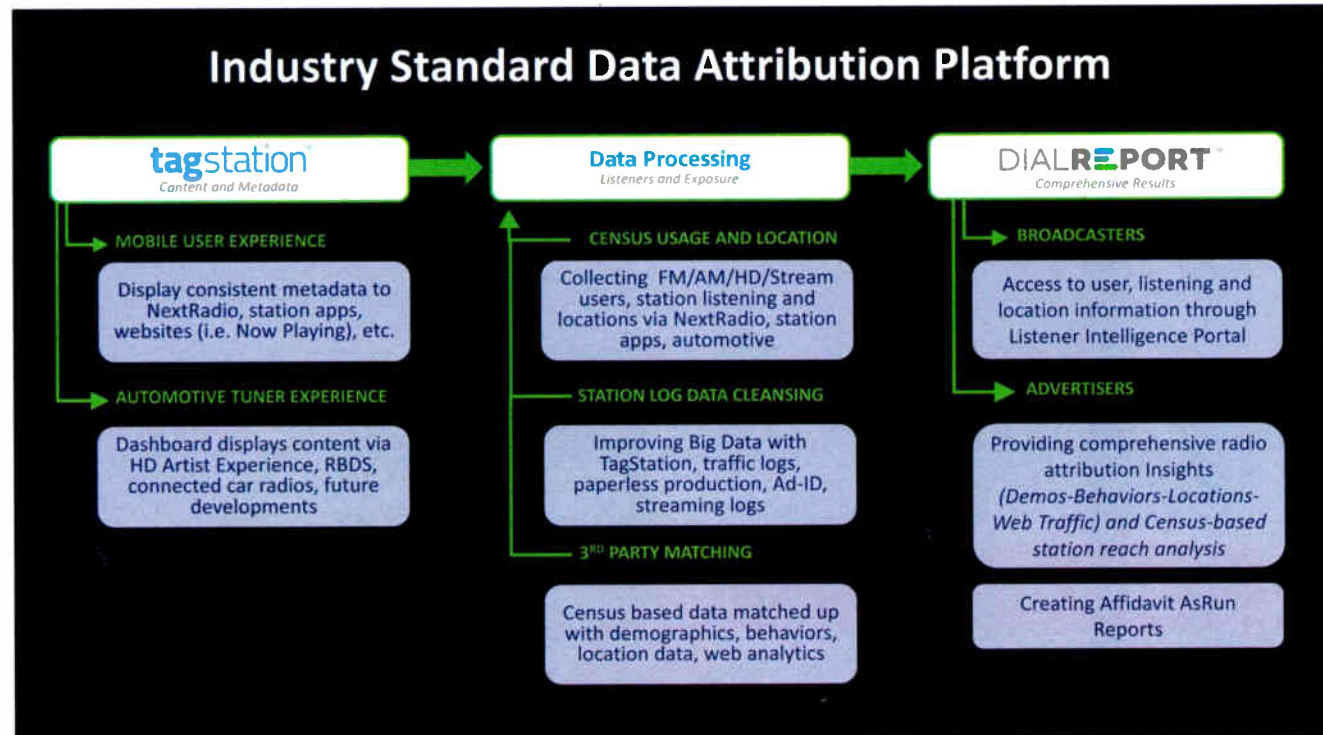 Industry Standard Data Attribution Platform
tagstation
Content and Metadata
MOBILE USER EXPERIENCE
Display consistent metadata to
NextRadio, station apps,
websites (i.e. Now Playing), etc.
AUTOMOTIVE TUNER EXPERIENCE
Dashboard displays content via
HD Artist Experience, RBDS,
connected car radios, future
developments
Data Processing
Listeners and Exposure
CENSUS USAGE AND LOCATION
Collecting FM/AM/HD/Stream
users, station listening and
locations via NextRadio, station
apps, automotive
STATION LOG DATA CLEANSING
Improving Big Data with
TagStation, traffic logs,
paperless production, Ad-ID,
streaming logs
3RD PARTY MATCHING
Census based data matched up
with demographics, behaviors,
location data, web analytics
DIALREPORT™
Comprehensive Results
BROADCASTERS
Access to user, listening and
location information through
Listener Intelligence Portal
ADVERTISERS
Providing comprehensive radio
attribution Insights
(Demos-Behaviors-Locations-
Web Traffic) and Census-based
station reach analysis
Creating Affidavit AsRun
Reports